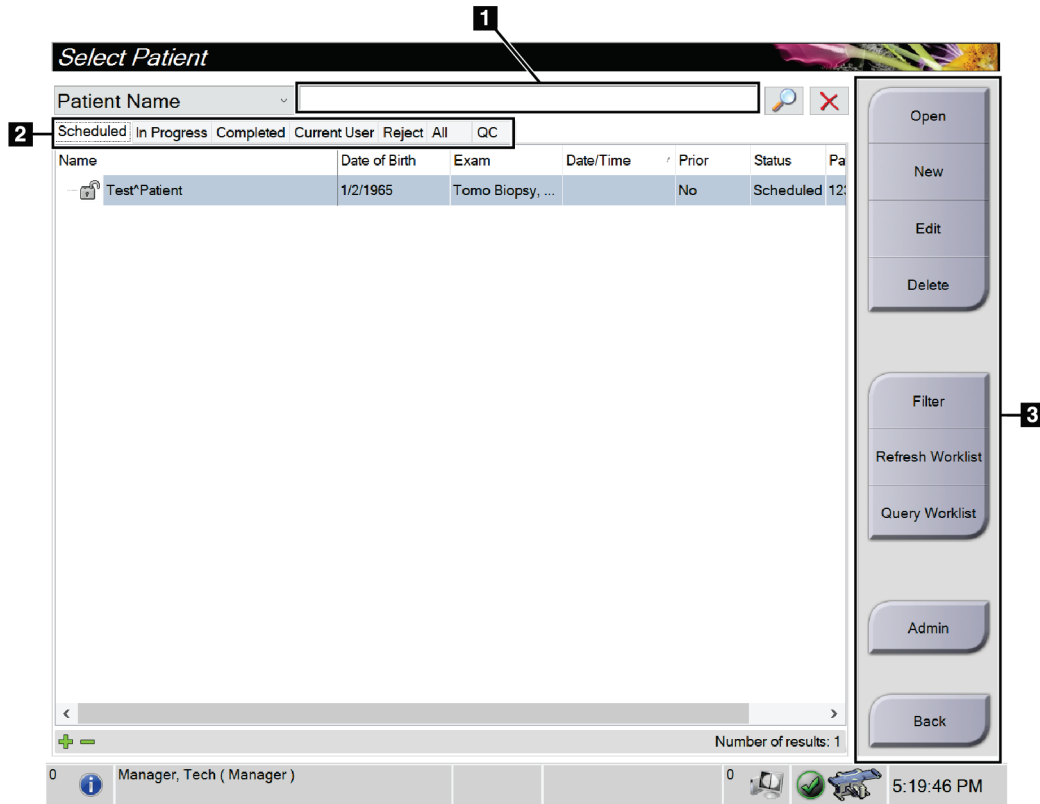 1
Select Patient
Patient Name
2
Scheduled In Progress Completed Current User Reject All QC
Name Date of Birth Exam Date/Time Prior Status Pa
Test^Patient 1/2/1965 Tomo Biopsy, ... No Scheduled 123
Open
New
Edit
Delete
Filter
3
Refresh Worklist
Query Worklist
Admin
Back
Number of results: 1
0 Manager, Tech ( Manager ) 0 5:19:46 PM